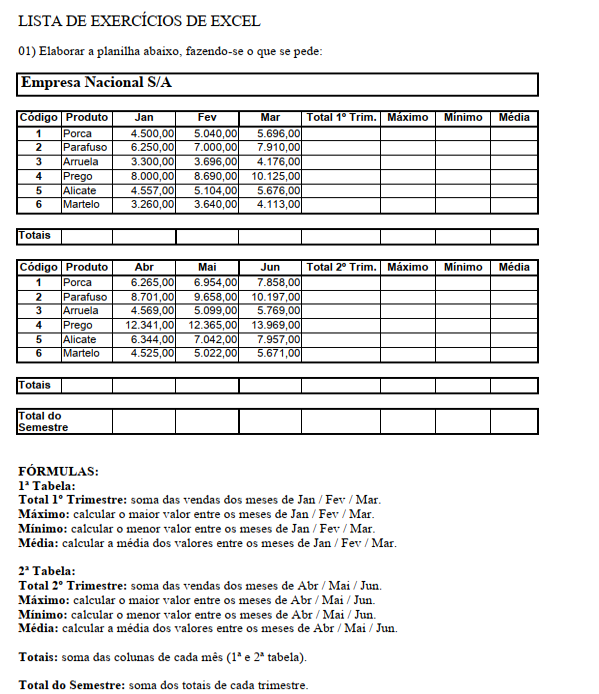 LISTA DE EXERCÍCIOS DE EXCEL
01) Elaborar a planilha abaixo, fazendo-se o que se pede:
Empresa Nacional S/A
Código Produto Jan Fev Mar Total 1º Trim. Máximo Mínimo Média
1 Porca 4.500,00 5.040,00 5.696,00
2 Parafuso 6.250,00 7.000,00 7.910,00
3 Arruela 3.300,00 3.696,00 4.176,00
4 Prego 8.000,00 8.690,00 10.125,00
5 Alicate 4.557,00 5.104,00 5.676,00
6 Martelo 3.260,00 3.640,00 4.113,00
Totais
Código Produto Abr Mai Jun Total 2º Trim. Máximo Mínimo Média
1 Porca 6.265,00 6.954,00 7.858,00
2 Parafuso 8.701,00 9.658,00 10.197,00
3 Arruela 4.569,00 5.099,00 5.769,00
4 Prego 12.341,00 12.365,00 13.969,00
5 Alicate 6.344,00 7.042,00 7.957,00
6 Martelo 4.525,00 5.022,00 5.671,00
Totais
Total do
Semestre
FÓRMULAS:
1ª Tabela:
Total 1º Trimestre: soma das vendas dos meses de Jan / Fev / Mar.
Máximo: calcular o maior valor entre os meses de Jan / Fev / Mar.
Mínimo: calcular o menor valor entre os meses de Jan / Fev / Mar.
Média: calcular a média dos valores entre os meses de Jan / Fev / Mar.
2ª Tabela:
Total 2º Trimestre: soma das vendas dos meses de Abr / Mai / Jun.
Máximo: calcular o maior valor entre os meses de Abr / Mai / Jun.
Mínimo: calcular o menor valor entre os meses de Abr / Mai / Jun.
Média: calcular a média dos valores entre os meses de Abr / Mai / Jun.
Totais: soma das colunas de cada mês (1ª e 2ª tabela).
Total do Semestre: soma dos totais de cada trimestre.